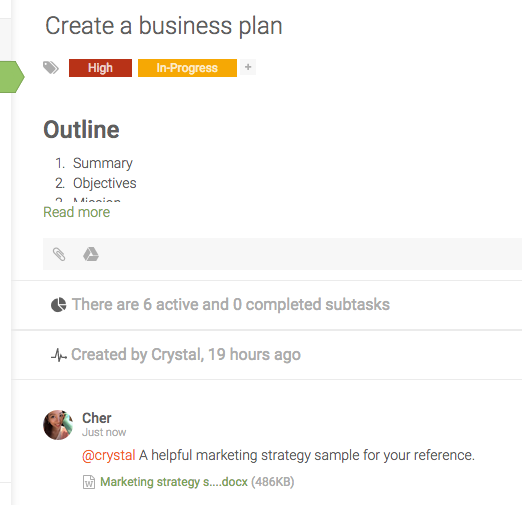 Create a business plan
High In-Progress +
Outline
1. Summary
2. Objectives
3. Mission
Read more
There are 6 active and 0 completed subtasks
Created by Crystal, 19 hours ago
Cher
Just now
@crystal A helpful marketing strategy sample for your reference.
W Marketing strategy s....docx (486KB)